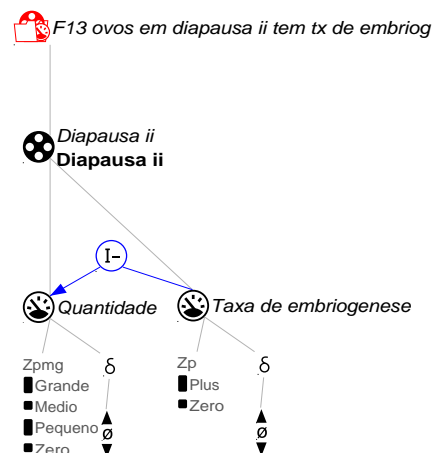 F13 ovos em diapausa ii tem tx de embriog
Diapausa ii
Diapausa ii
I-
Quantidade
Taxa de embriogenese
Zpmg
δ
Grande
Medio
Pequeno
Zero
ø
Zp
δ
Plus
Zero
ø